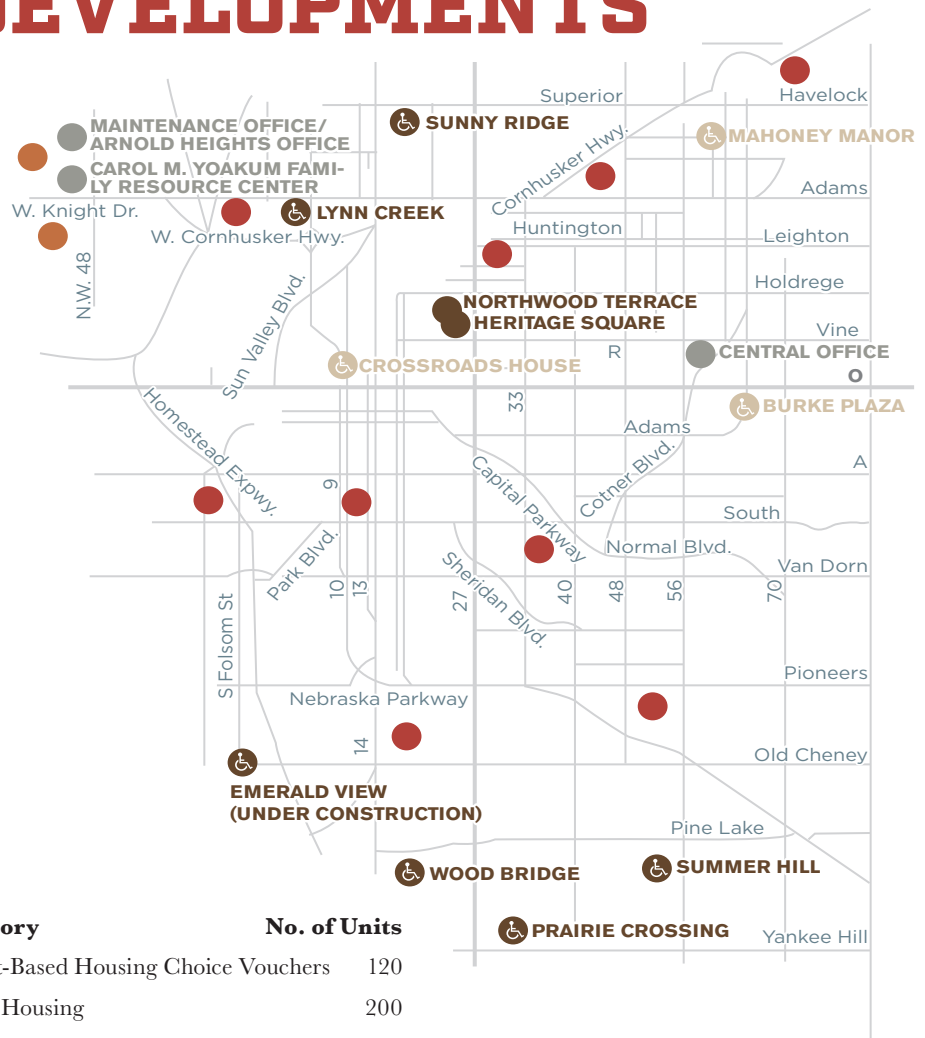 DEVELOPMENTS
Superior
Havelock
MAINTENANCE OFFICE/
ARNOLD HEIGHTS OFFICE
SUNNY RIDGE
Cornhusker Hwy.
MAHONEY MANOR
CAROL M. YOAKUM FAMI-
LY RESOURCE CENTER
Adams
W. Knight Dr.
LYNN CREEK
W. Cornhusker Hwy.
Huntington
Leighton
N.W. 48
Holdrege
Sun Valley Blvd.
NORTHWOOD TERRACE
HERITAGE SQUARE
Vine
R
CENTRAL OFFICE
CROSSROADS HOUSE
O
33
BURKE PLAZA
Homestead Expwy.
Adams
A
9
Capital Parkway
Cotner Blvd.
South
Park Blvd.
Normal Blvd.
Van Dorn
10
13
27
Sheridan Blvd.
40
48
56
70
S Folsom St
Pioneers
Nebraska Parkway
14
Old Cheney
EMERALD VIEW
(UNDER CONSTRUCTION)
Pine Lake
WOOD BRIDGE
SUMMER HILL
PRAIRIE CROSSING
Yankee Hill
ory No. of Units
t-Based Housing Choice Vouchers 120
Housing 200